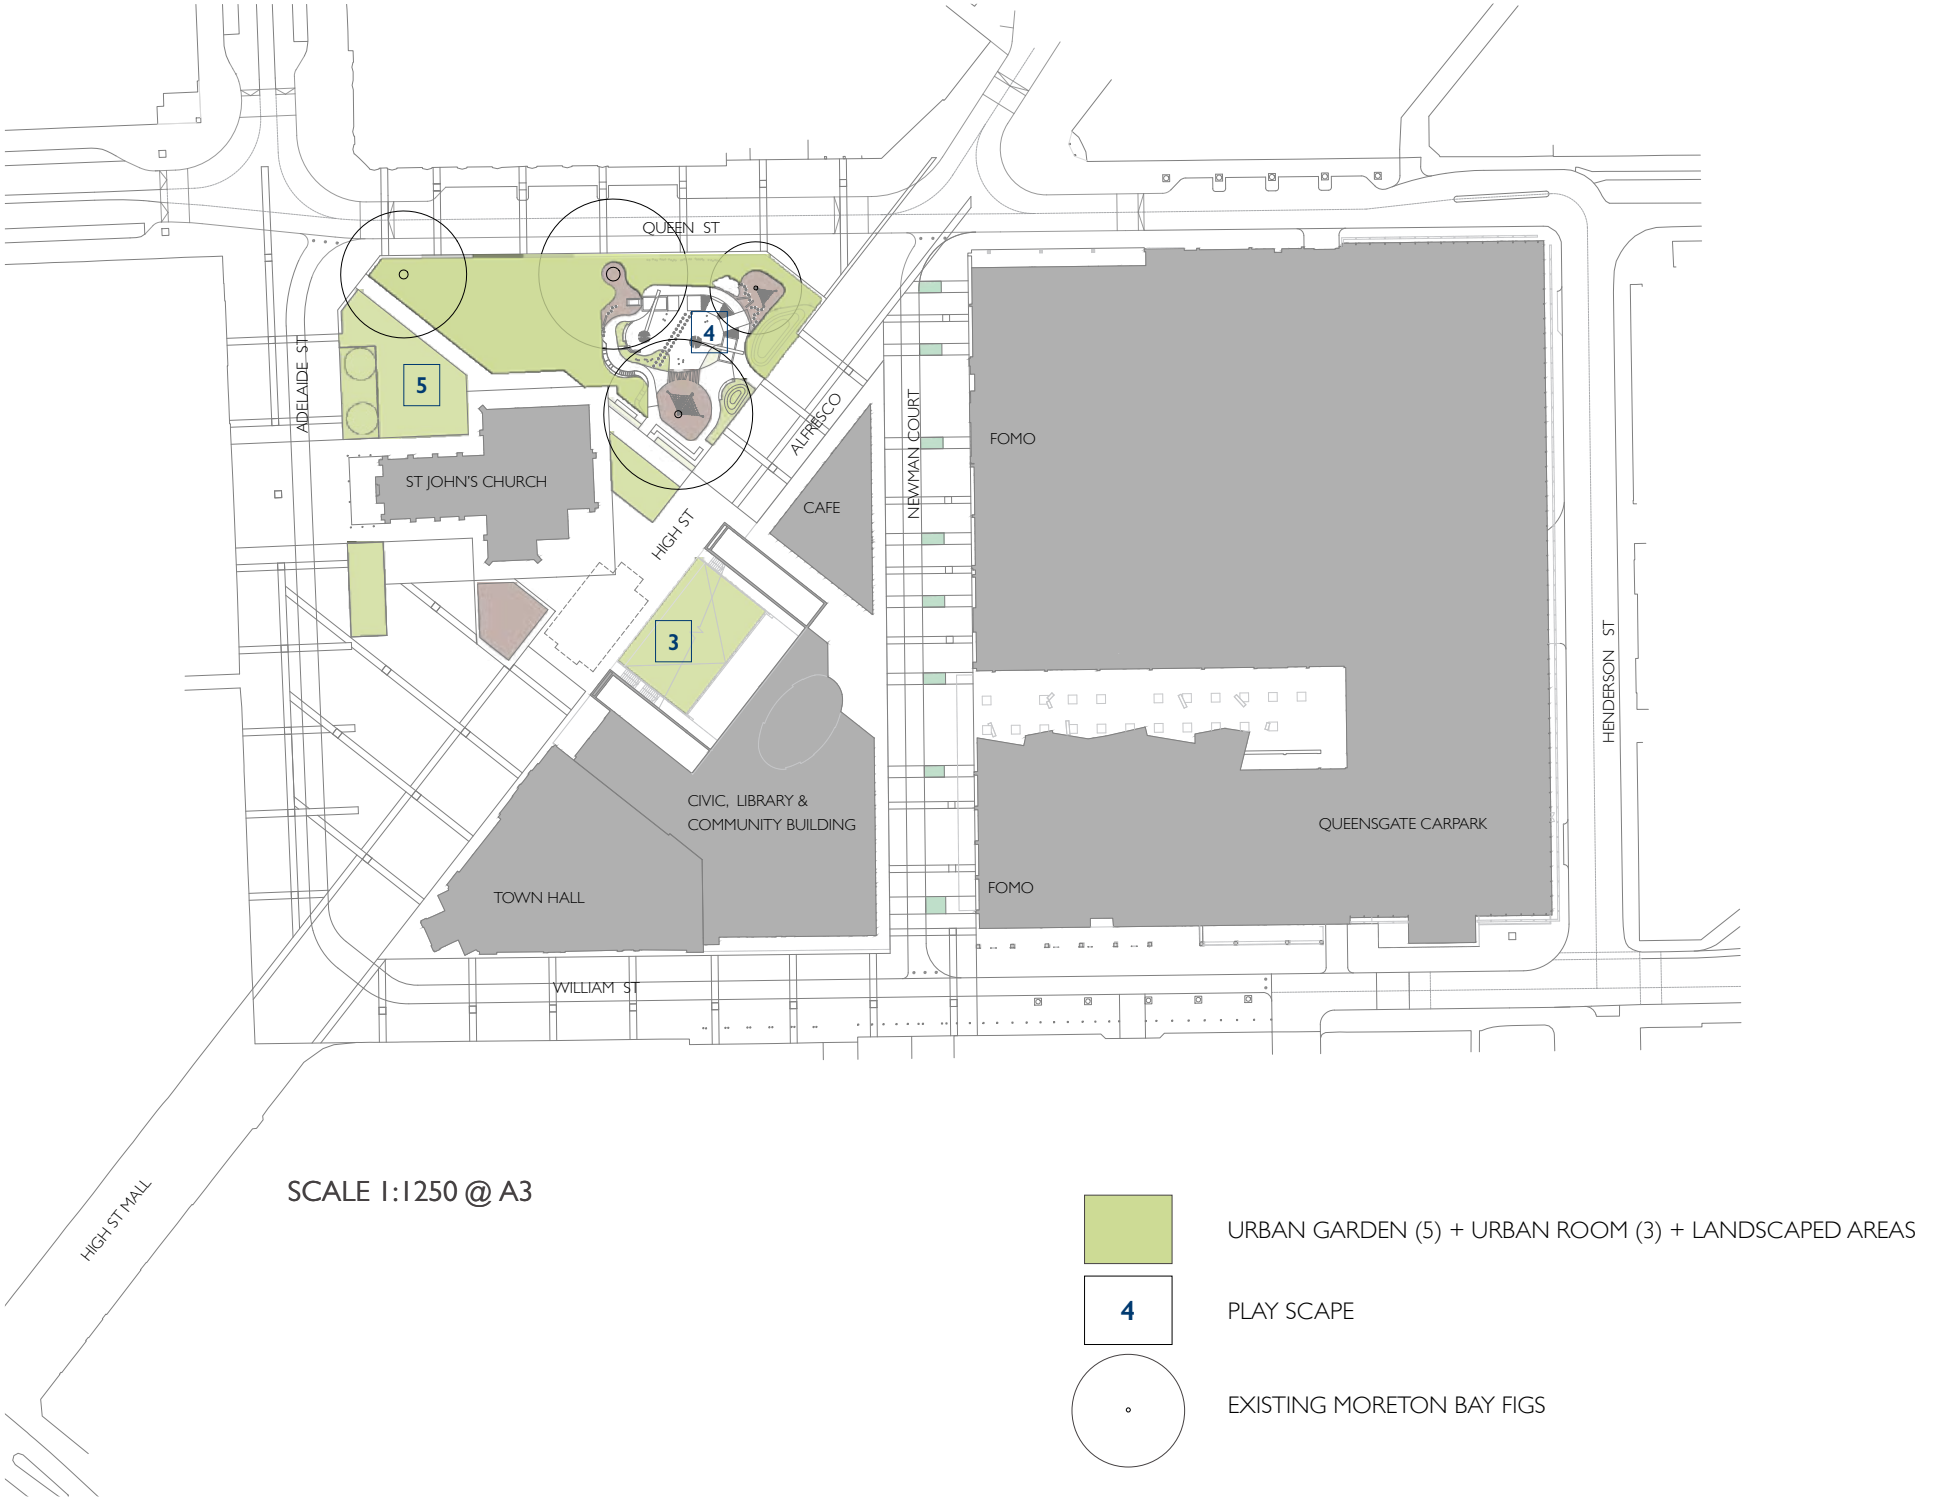 QUEEN ST
4
ADELAIDE ST
5
ALFRESCO
NEWMAN COURT
FOMO
ST JOHN'S CHURCH
CAFE
HIGH ST
3
HENDERSON ST
CIVIC, LIBRARY &
COMMUNITY BUILDING
QUEENSGATE CARPARK
TOWN HALL
FOMO
WILLIAM ST
HIGH ST MALL
SCALE 1:1250 @ A3
URBAN GARDEN (5) + URBAN ROOM (3) + LANDSCAPED AREAS
4 PLAY SCAPE
EXISTING MORETON BAY FIGS